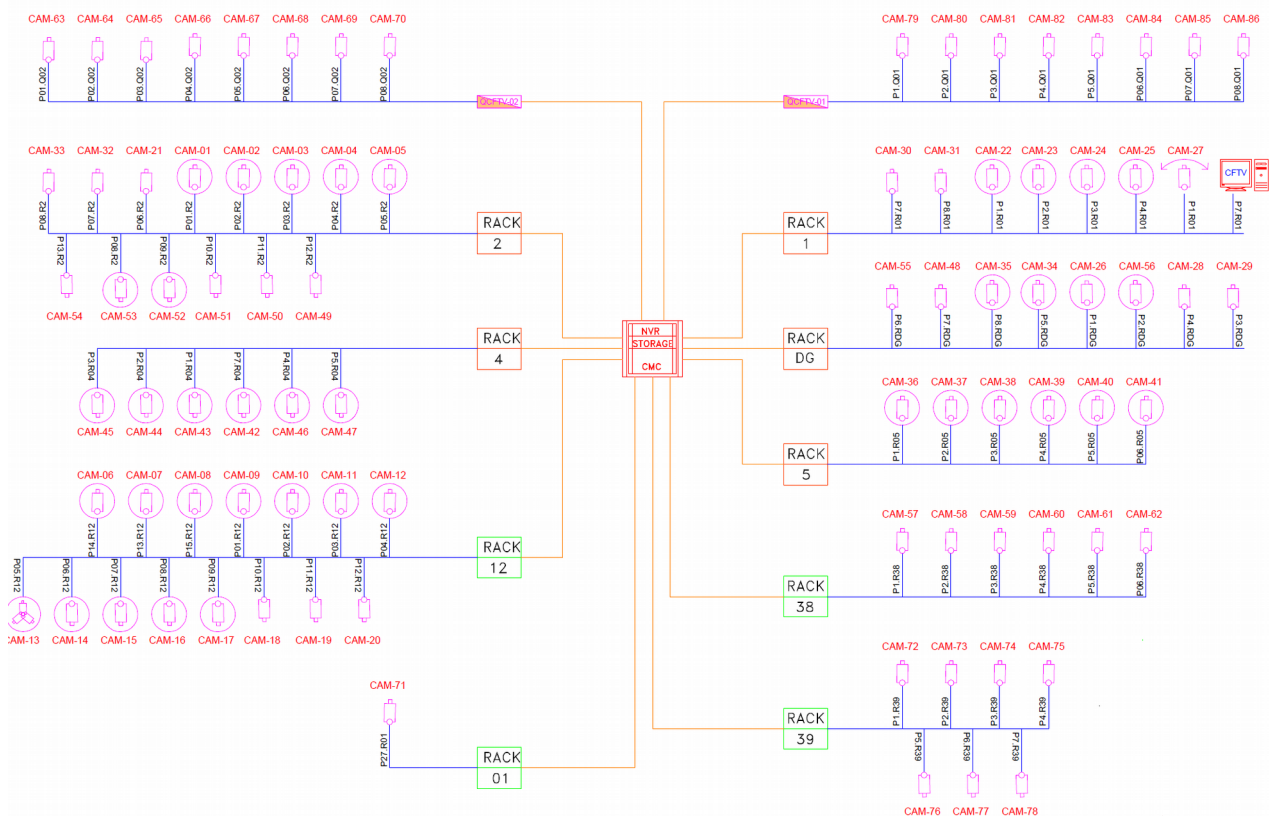 CAM-63 CAM-64 CAM-65 CAM-66 CAM-67 CAM-68 CAM-69 CAM-70
P01.Q02 P02.Q02 P03.Q02 P04.Q02 P05.Q02 P06.Q02 P07.Q02 P08.Q02
QCFTV-02
CAM-79 CAM-80 CAM-81 CAM-82 CAM-83 CAM-84 CAM-85 CAM-86
P1.Q01 P2.Q01 P3.Q01 P4.Q01 P5.Q01 P06.Q01 P07.Q01 P08.Q01
QCFTV-01
CAM-33 CAM-32 CAM-21 CAM-01 CAM-02 CAM-03 CAM-04 CAM-05
P08.R2 P07.R2 P06.R2 P01.R2 P02.R2 P03.R2 P04.R2 P05.R2
RACK
2
P13.R2 P08.R2 P09.R2 P10.R2 P11.R2 P12.R2
CAM-54 CAM-53 CAM-52 CAM-51 CAM-50 CAM-49
CAM-30 CAM-31 CAM-22 CAM-23 CAM-24 CAM-25 CAM-27
CFTV
P7.R01 P8.R01 P1.R01 P2.R01 P3.R01 P4.R01 P1.R01 P7.R01
RACK
1
CAM-55 CAM-48 CAM-35 CAM-34 CAM-26 CAM-56 CAM-28 CAM-29
P7.RDG P8.RDG P5.RDG P1.RDG P2.RDG P4.RDG P3.RDG
RACK
DG
NVR
STORAGE
CMC
RACK
4
P3.R04 P2.R04 P1.R04 P7.R04 P4.R04 P5.R04
CAM-45 CAM-44 CAM-43 CAM-42 CAM-46 CAM-47
CAM-36 CAM-37 CAM-38 CAM-39 CAM-40 CAM-41
P1.R05 P2.R05 P3.R05 P4.R05 P5.R05 P06.R05
RACK
5
CAM-06 CAM-07 CAM-08 CAM-09 CAM-10 CAM-11 CAM-12
P14.R12 P13.R12 P15.R12 P01.R12 P02.R12 P03.R12 P04.R12
RACK
12
P05.R12 P06.R12 P07.R12 P08.R12 P09.R12 P10.R12 P11.R12 P12.R12
CAM-13 CAM-14 CAM-15 CAM-16 CAM-17 CAM-18 CAM-19 CAM-20
CAM-57 CAM-58 CAM-59 CAM-60 CAM-61 CAM-62
P1.R38 P2.R38 P3.R38 P4.R38 P5.R38 P06.R38
RACK
38
CAM-71
P27.R01
RACK
01
CAM-72 CAM-73 CAM-74 CAM-75
P1.R39 P2.R39 P3.R39 P4.R39
RACK
39
P5.R39 P6.R39 P7.R39
CAM-76 CAM-77 CAM-78